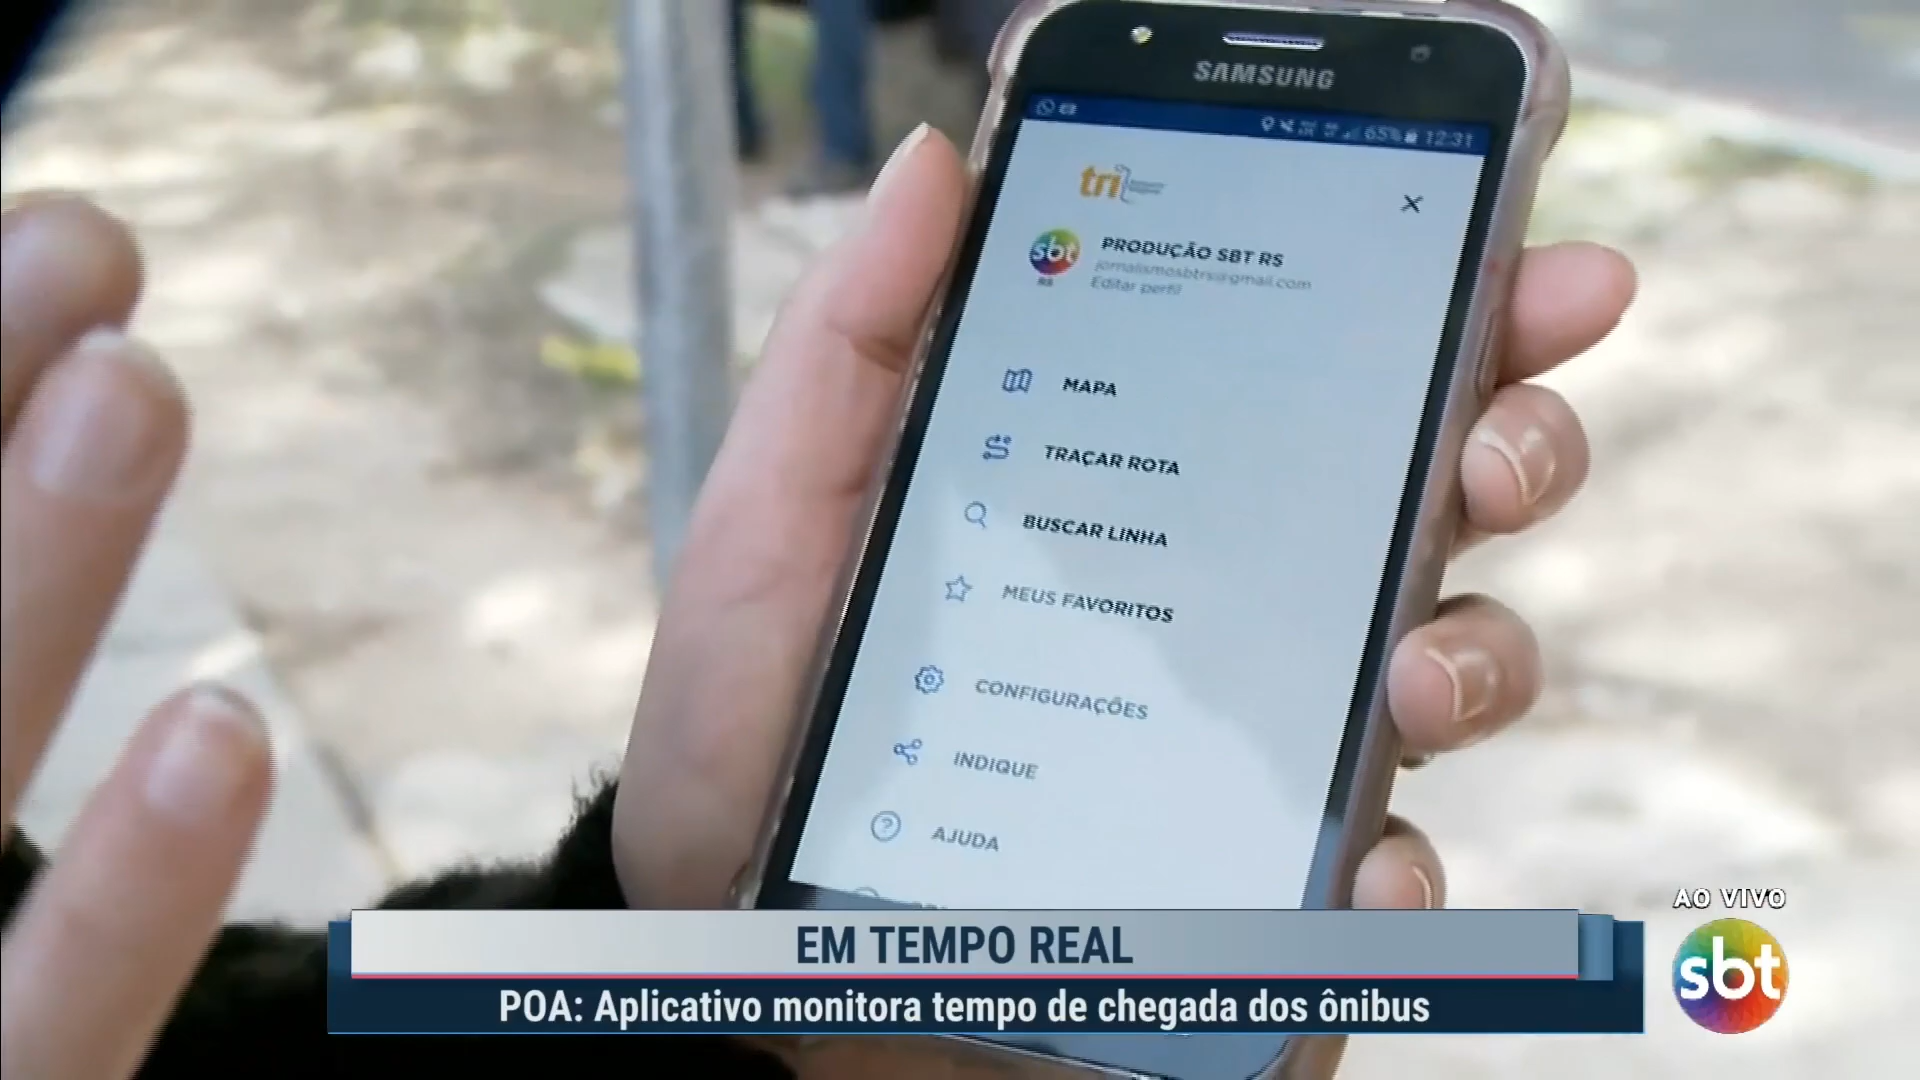 SAMSUNG
65% 12:31
tri
sbt
RS
PRODUÇÃO SBT RS
jornalismosbtrs@gmail.com
Editar perfil
MAPA
TRAÇAR ROTA
BUSCAR LINHA
MEUS FAVORITOS
CONFIGURAÇÕES
INDIQUE
AJUDA
EM TEMPO REAL
POA: Aplicativo monitora tempo de chegada dos ônibus
AO VIVO
sbt